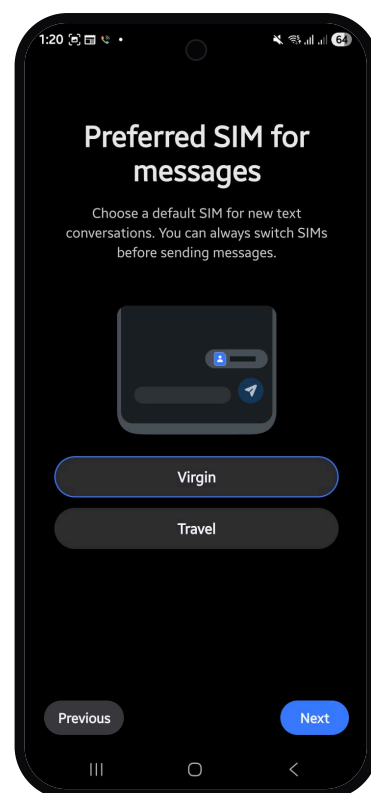 1:20 64
Preferred SIM for
messages
Choose a default SIM for new text
conversations. You can always switch SIMs
before sending messages.
Virgin
Travel
Previous Next